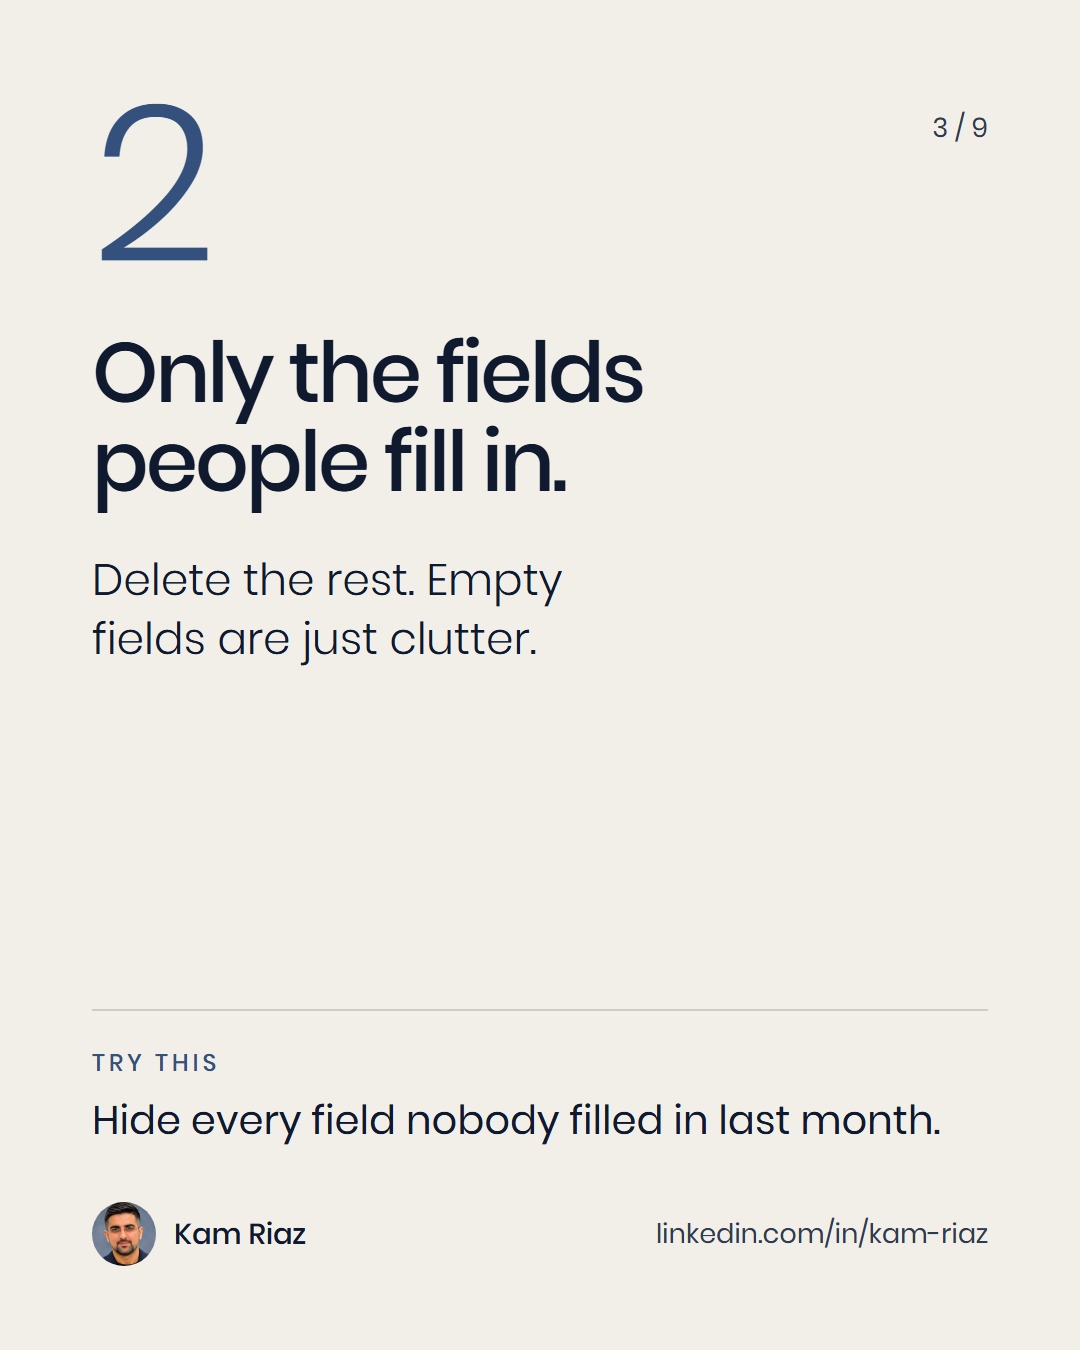 2
3 / 9
Only the fields
people fill in.
Delete the rest. Empty
fields are just clutter.
TRY THIS
Hide every field nobody filled in last month.
Kam Riaz
linkedin.com/in/kam-riaz